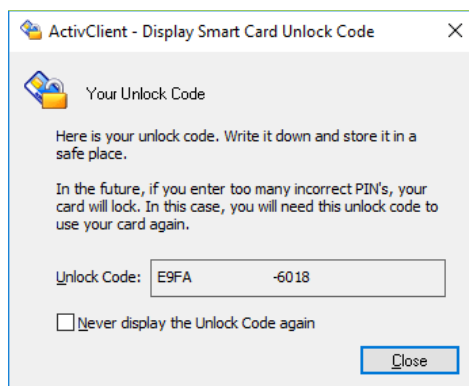 ActivClient - Display Smart Card Unlock Code
Your Unlock Code
Here is your unlock code. Write it down and store it in a
safe place.
In the future, if you enter too many incorrect PIN's, your
card will lock. In this case, you will need this unlock code to
use your card again.
Unlock Code: E9FA -6018
Never display the Unlock Code again
Close